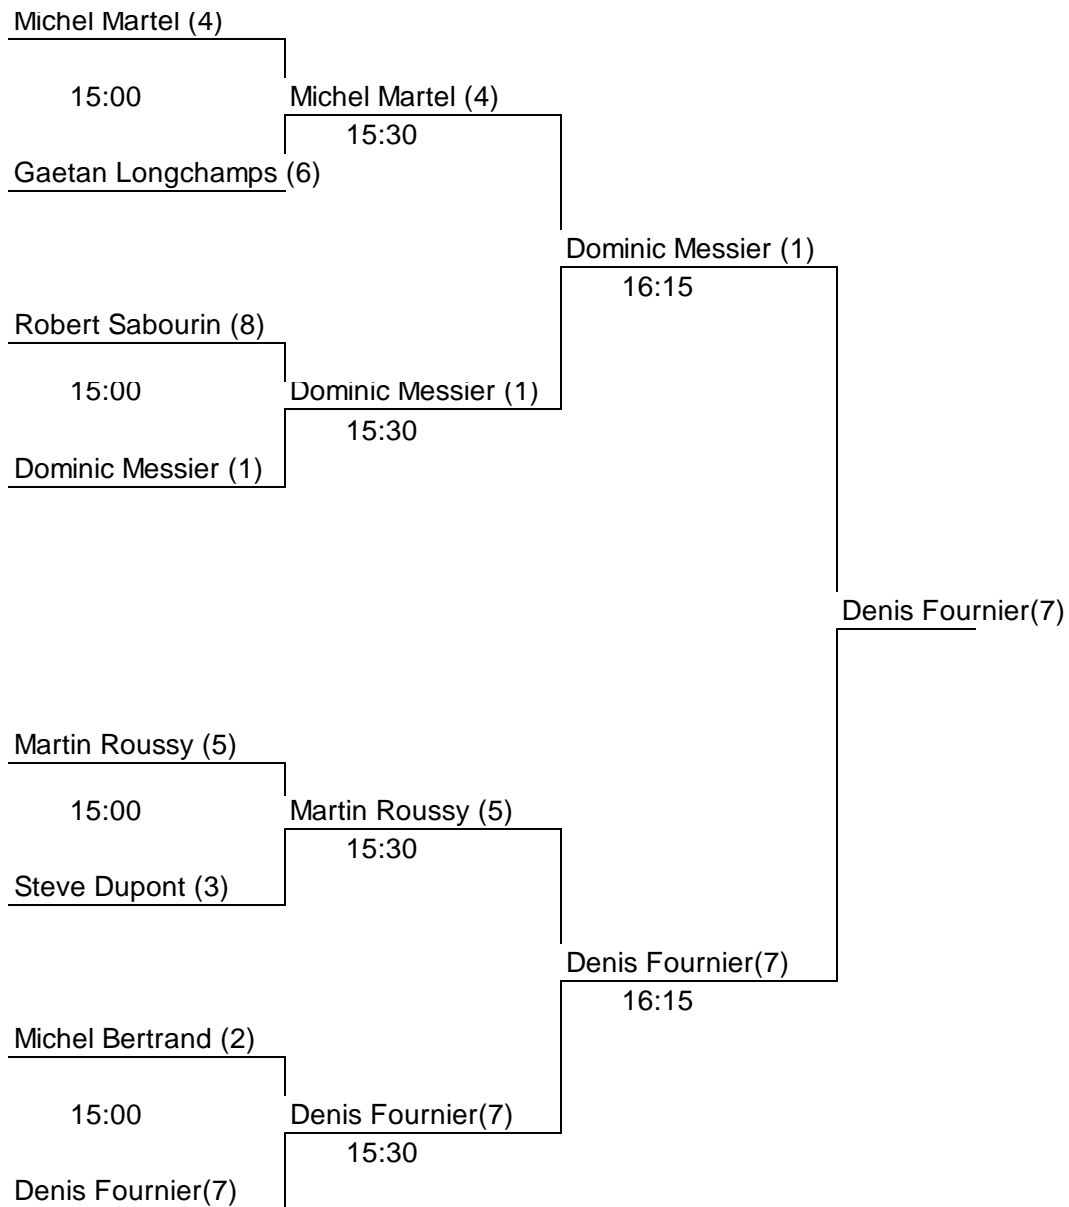 Michel Martel (4)
15:00
Michel Martel (4)
15:30
Gaetan Longchamps (6)
Dominic Messier (1)
16:15
Robert Sabourin (8)
15:00
Dominic Messier (1)
15:30
Dominic Messier (1)
Denis Fournier(7)
Martin Roussy (5)
15:00
Martin Roussy (5)
15:30
Steve Dupont (3)
Denis Fournier(7)
16:15
Michel Bertrand (2)
15:00
Denis Fournier(7)
15:30
Denis Fournier(7)